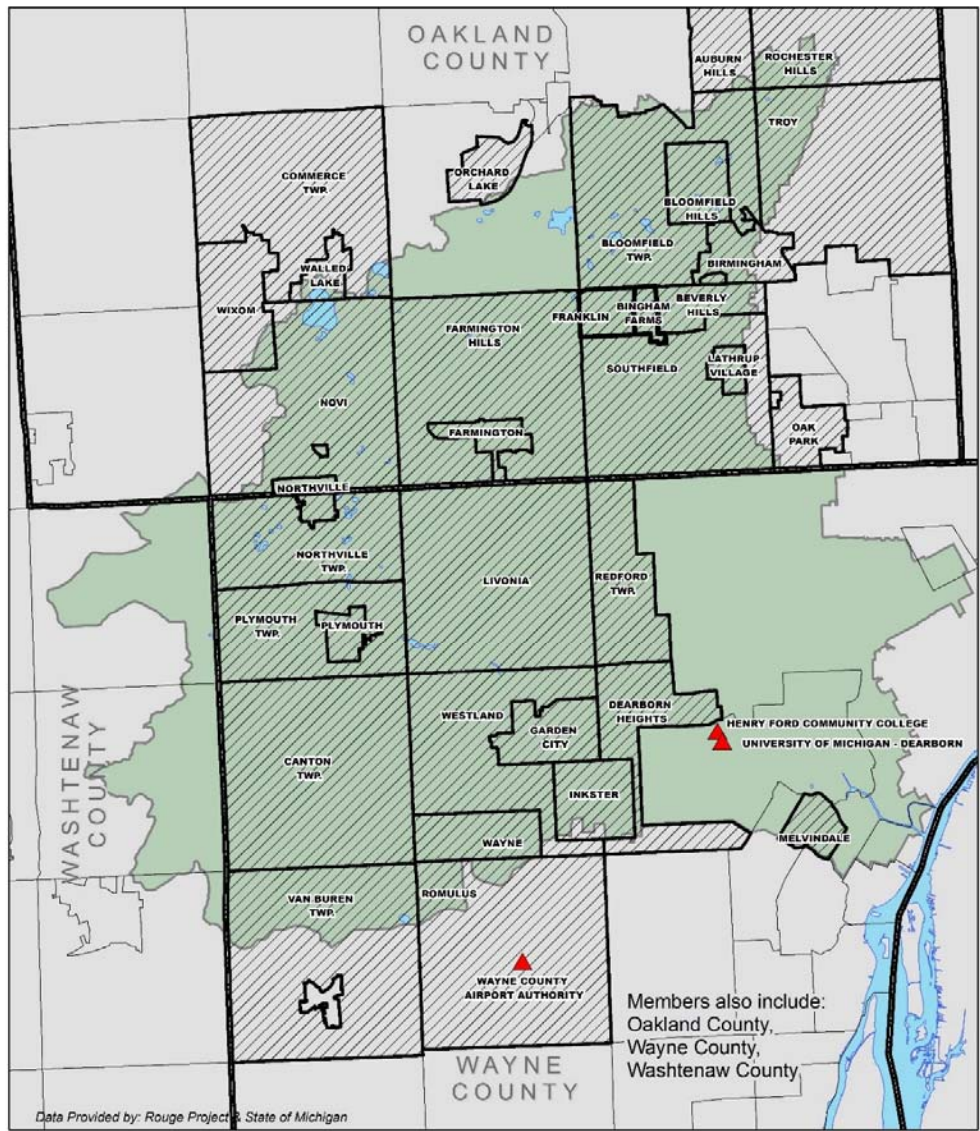 OAKLAND
COUNTY
AUBURN
HILLS
ROCHESTER
HILLS
TROY
COMMERCE
TWP.
ORCHARD
LAKE
BLOOMFIELD
HILLS
BLOOMFIELD
TWP.
BIRMINGHAM
WALLED
LAKE
WIXOM
FRANKLIN
BINGHAM
FARMS
BEVERLY
HILLS
FARMINGTON
HILLS
SOUTHFIELD
LATHRUP
VILLAGE
NOVI
FARMINGTON
OAK
PARK
NORTHVILLE
NORTHVILLE
TWP.
LIVONIA
REDFORD
TWP.
PLYMOUTH
TWP.
PLYMOUTH
WASHTENAW
COUNTY
WESTLAND
GARDEN
CITY
DEARBORN
HEIGHTS
HENRY FORD COMMUNITY COLLEGE
UNIVERSITY OF MICHIGAN - DEARBORN
CANTON
TWP.
INKSTER
WAYNE
MELVINDALE
VAN BUREN
TWP.
ROMULUS
WAYNE COUNTY
AIRPORT AUTHORITY
Members also include:
Oakland County,
Wayne County,
Washtenaw County
WAYNE
COUNTY
Data Provided by: Rouge Project & State of Michigan